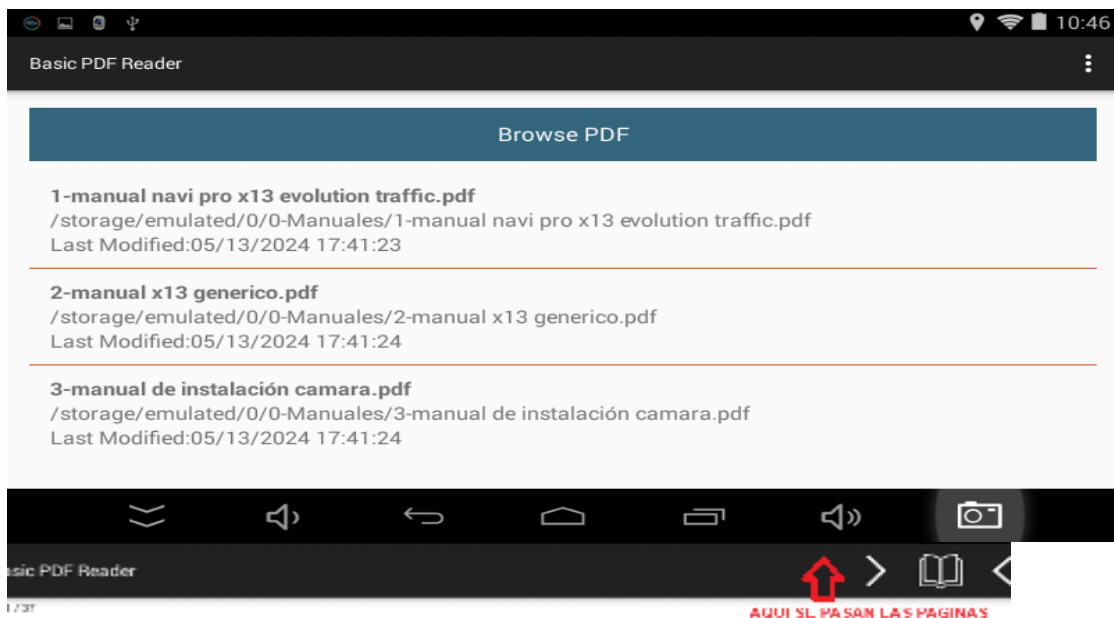 10:46
Basic PDF Reader
Browse PDF
1-manual navi pro x13 evolution traffic.pdf
/storage/emulated/0/0-Manuales/1-manual navi pro x13 evolution traffic.pdf
Last Modified:05/13/2024 17:41:23
2-manual x13 generico.pdf
/storage/emulated/0/0-Manuales/2-manual x13 generico.pdf
Last Modified:05/13/2024 17:41:24
3-manual de instalación camara.pdf
/storage/emulated/0/0-Manuales/3-manual de instalación camara.pdf
Last Modified:05/13/2024 17:41:24
asic PDF Reader
1 / 37
AQUI SE PASAN LAS PAGINAS